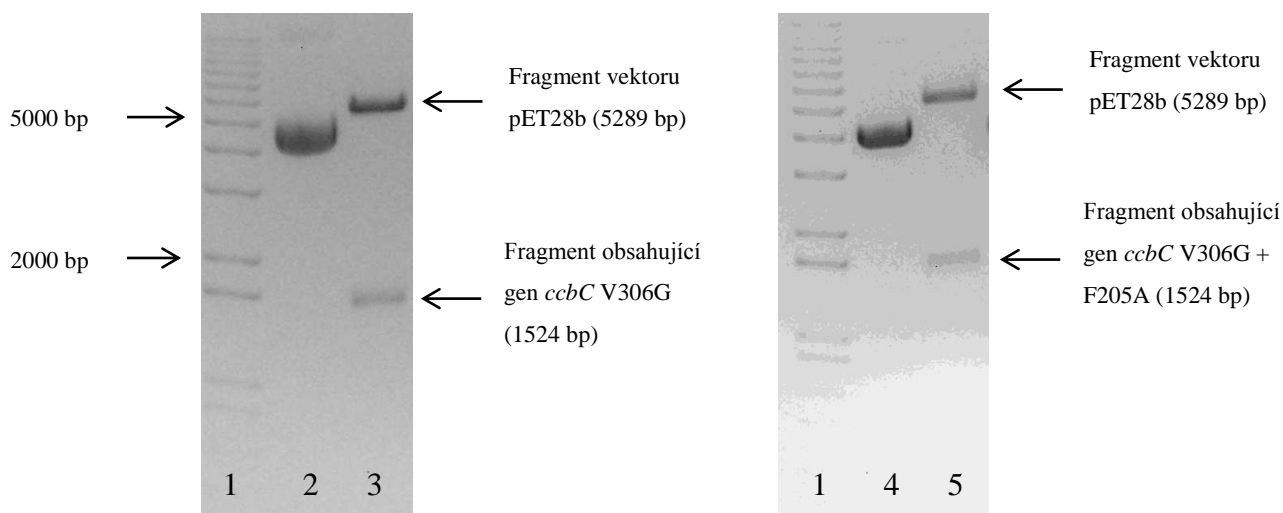 5000 bp
2000 bp
Fragment vektoru
pET28b (5289 bp)
Fragment obsahující
gen ccbC V306G
(1524 bp)
1 2 3
Fragment vektoru
pET28b (5289 bp)
Fragment obsahující
gen ccbC V306G +
F205A (1524 bp)
1 4 5